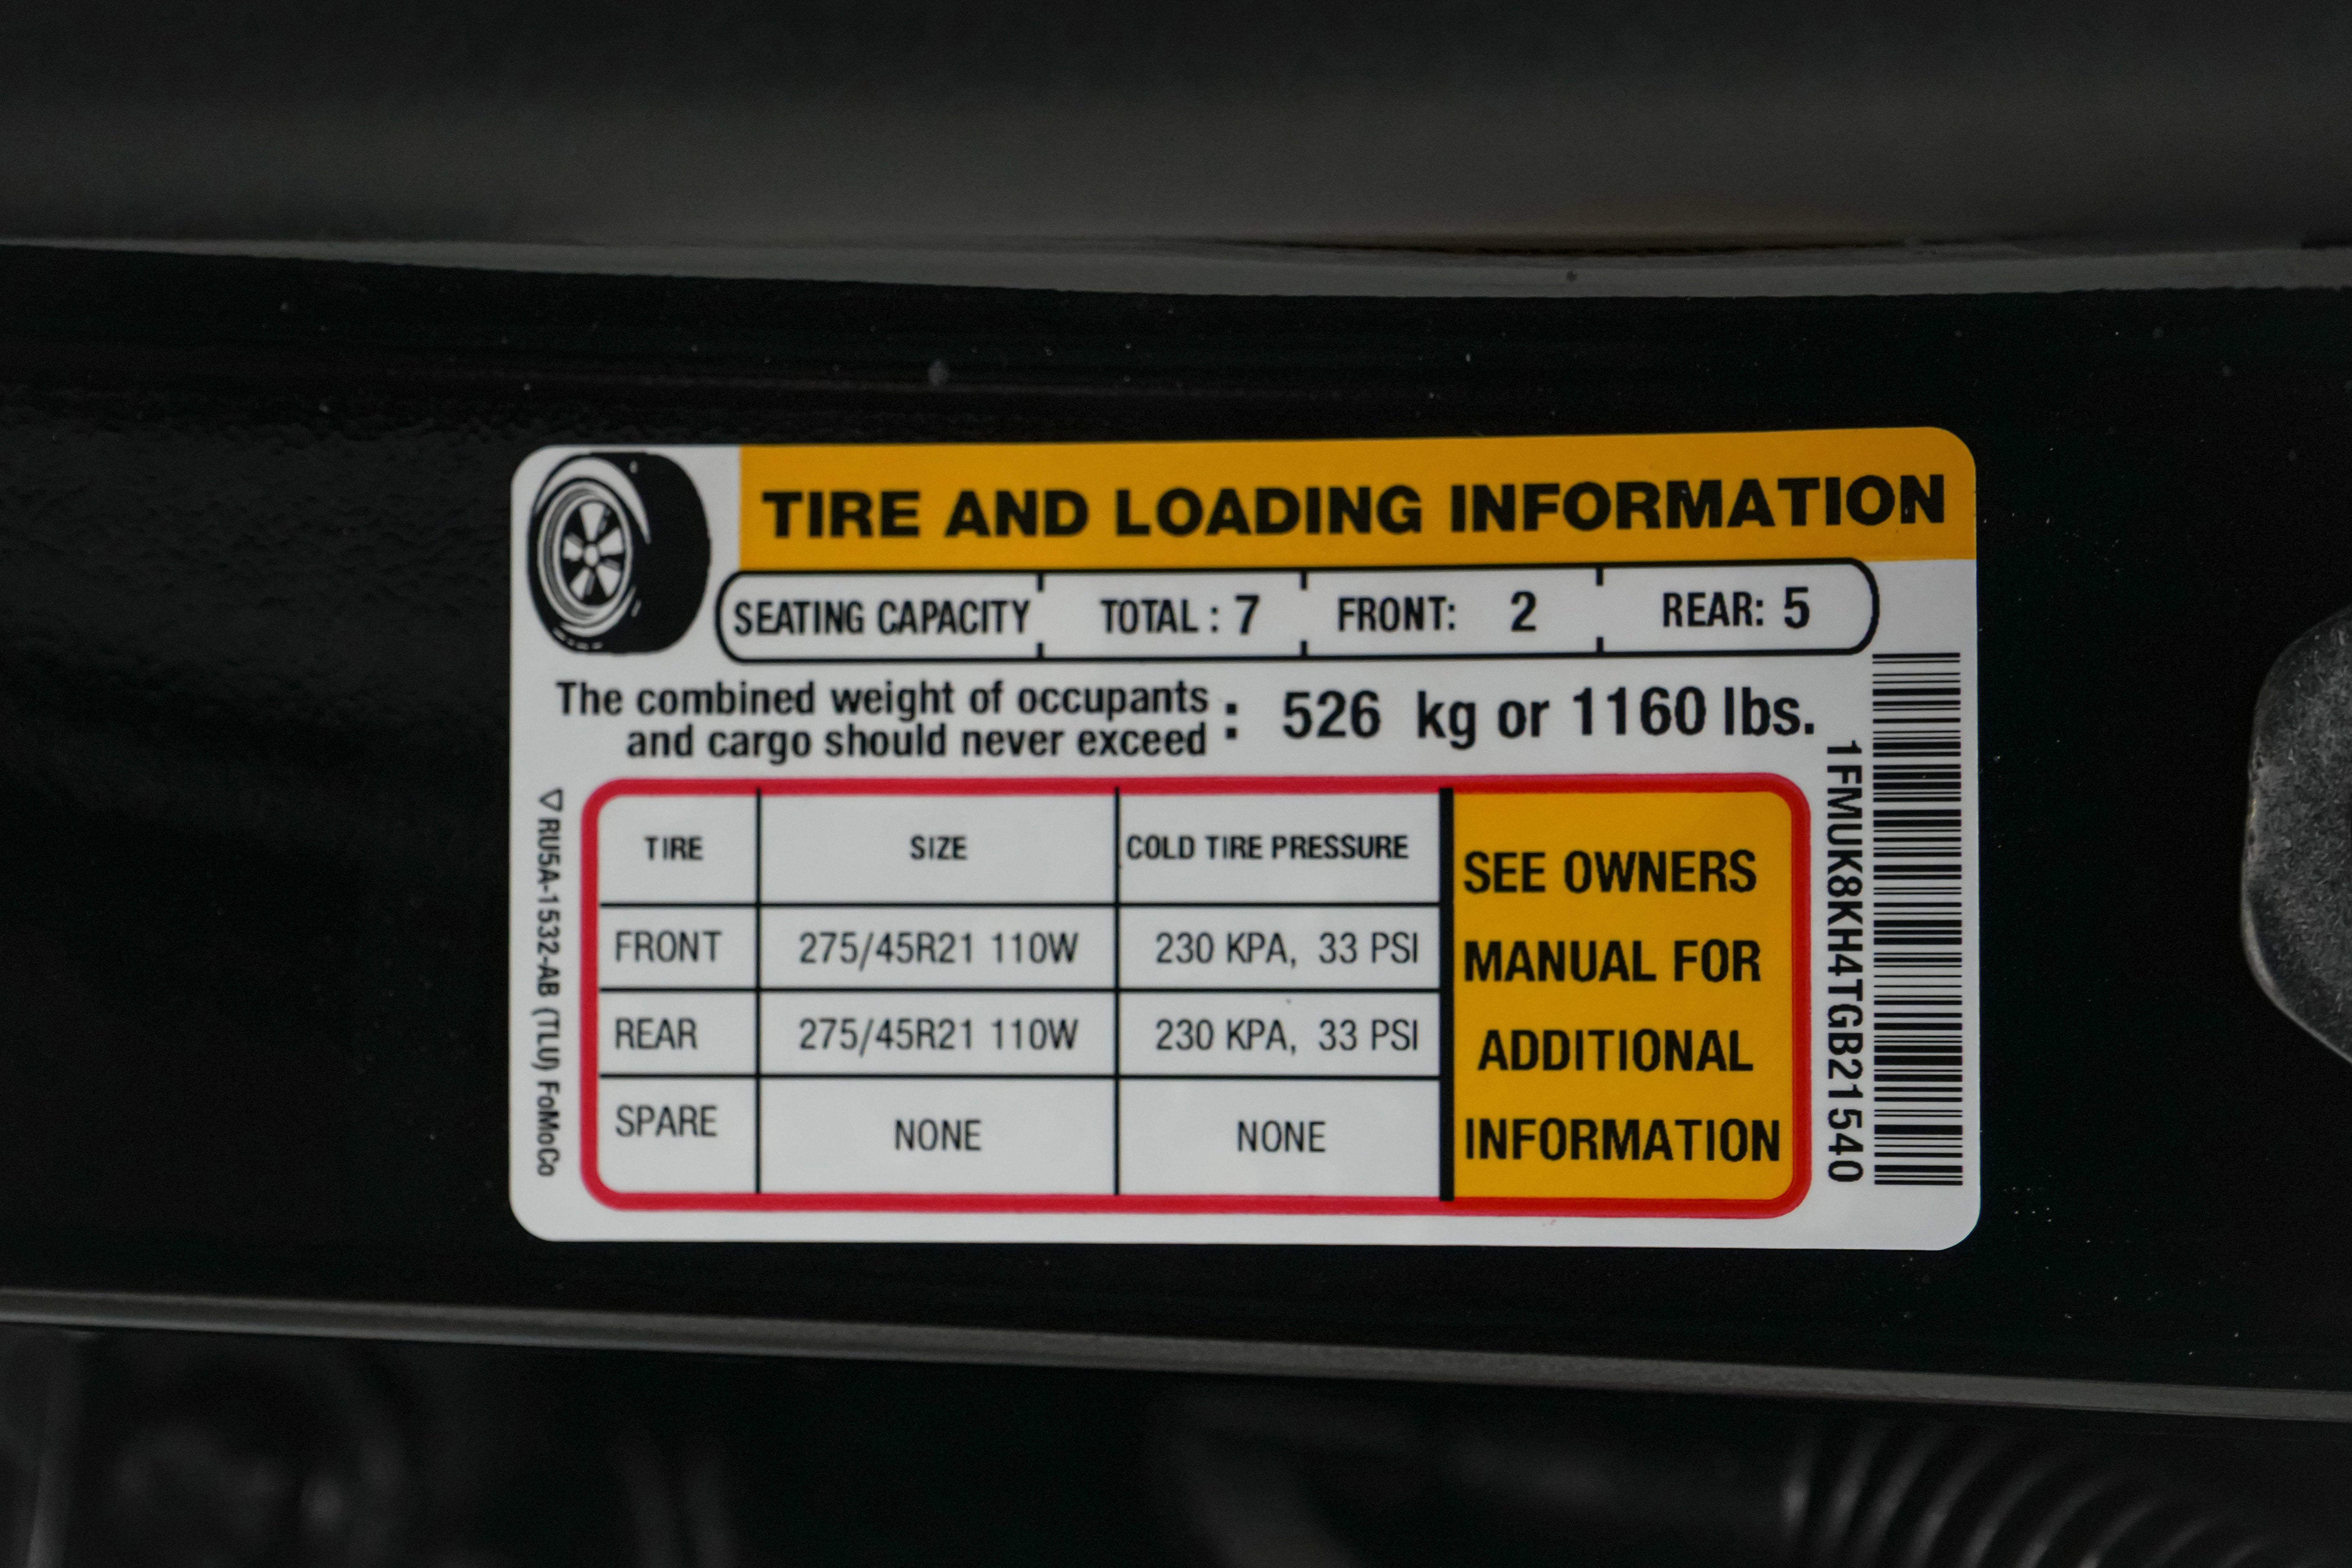 TIRE AND LOADING INFORMATION
SEATING CAPACITY TOTAL : 7 FRONT: 2 REAR: 5
The combined weight of occupants
and cargo should never exceed : 526 kg or 1160 lbs.
TIRE SIZE COLD TIRE PRESSURE
FRONT 275/45R21 110W 230 KPA, 33 PSI
REAR 275/45R21 110W 230 KPA, 33 PSI
SPARE NONE NONE
SEE OWNERS
MANUAL FOR
ADDITIONAL
INFORMATION
RU5A-1532-AB (TLU) FoMoCo
1FMUK8KH4TGB21540